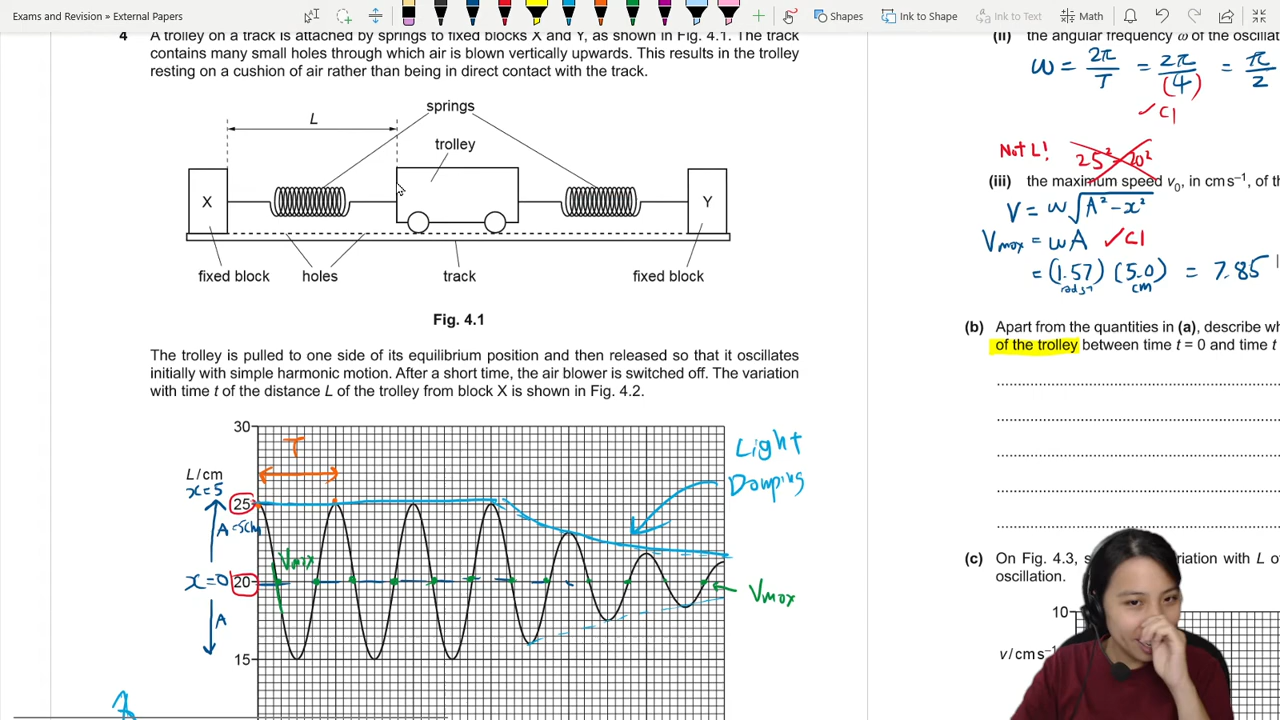 Exams and Revision » External Papers
Shapes
Ink to Shape
Ink to Text
Math
4 A trolley on a track is attached by springs to fixed blocks X and Y, as shown in Fig. 4.1. The track
contains many small holes through which air is blown vertically upwards. This results in the trolley
resting on a cushion of air rather than being in direct contact with the track.
springs
L
trolley
X
Y
fixed block
holes
track
fixed block
Fig. 4.1
The trolley is pulled to one side of its equilibrium position and then released so that it oscillates
initially with simple harmonic motion. After a short time, the air blower is switched off. The variation
with time t of the distance L of the trolley from block X is shown in Fig. 4.2.
30
T
Light
Damping
L/cm
x=5
25
A=5cm
Vmax
x=0
20
Vmax
A
15
(ii) the angular frequency ω of the oscillat
ω = 2π/T = 2π/(4) = π/2
✓C1
Not L!
25² - 20²
(iii) the maximum speed v₀, in cm s⁻¹, of th
V = ω√A² - x²
Vmax = ωA ✓C1
= (1.57) (5.0) = 7.85
cm
(b) Apart from the quantities in (a), describe wh
of the trolley between time t = 0 and time t
(c) On Fig. 4.3, s
riation with L o
oscillation.
10
v/cm s⁻¹